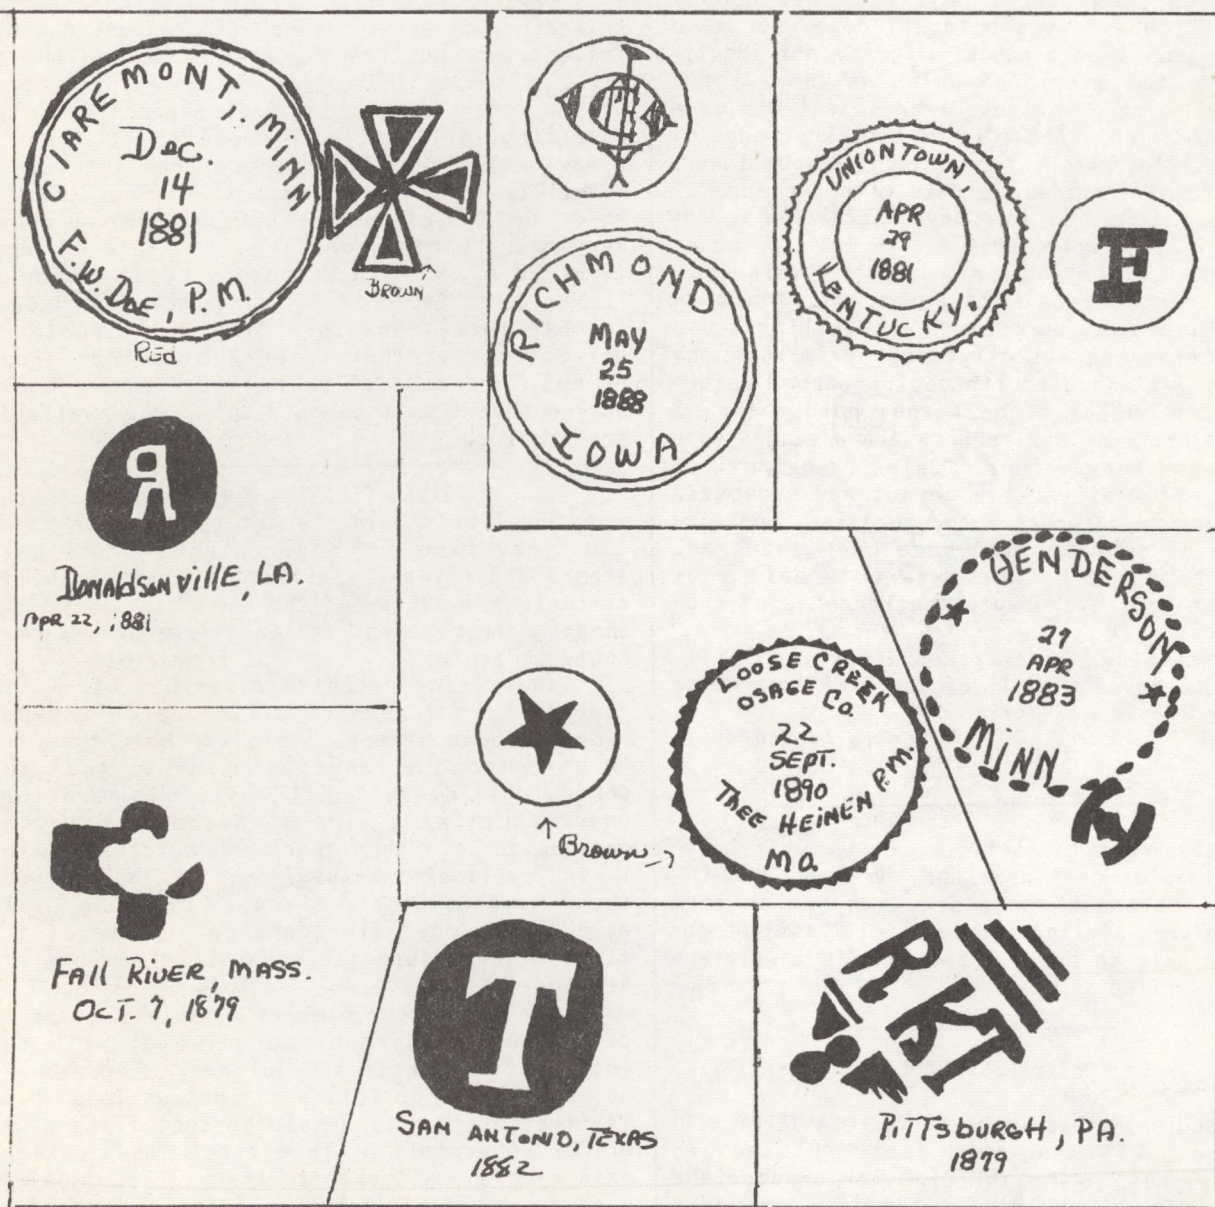 CLAREMONT, MINN
Dec.
14
1881
F.W. DOE, P.M.
RED
BROWN
RICHMOND
MAY
25
1888
IOWA
UNIONTOWN,
APR
29
1881
KENTUCKY.
F
R
DONALDSONVILLE, LA.
APR 22, 1881
HENDERSON
27
APR
1883
MINN.
LOOSE CREEK
OSAGE Co.
22
SEPT.
1890
THEE HEINEN P.M.
MO.
Brown
FALL RIVER, MASS.
OCT. 7, 1879
T
SAN ANTONIO, TEXAS
1882
RKT
PITTSBURGH, PA.
1879